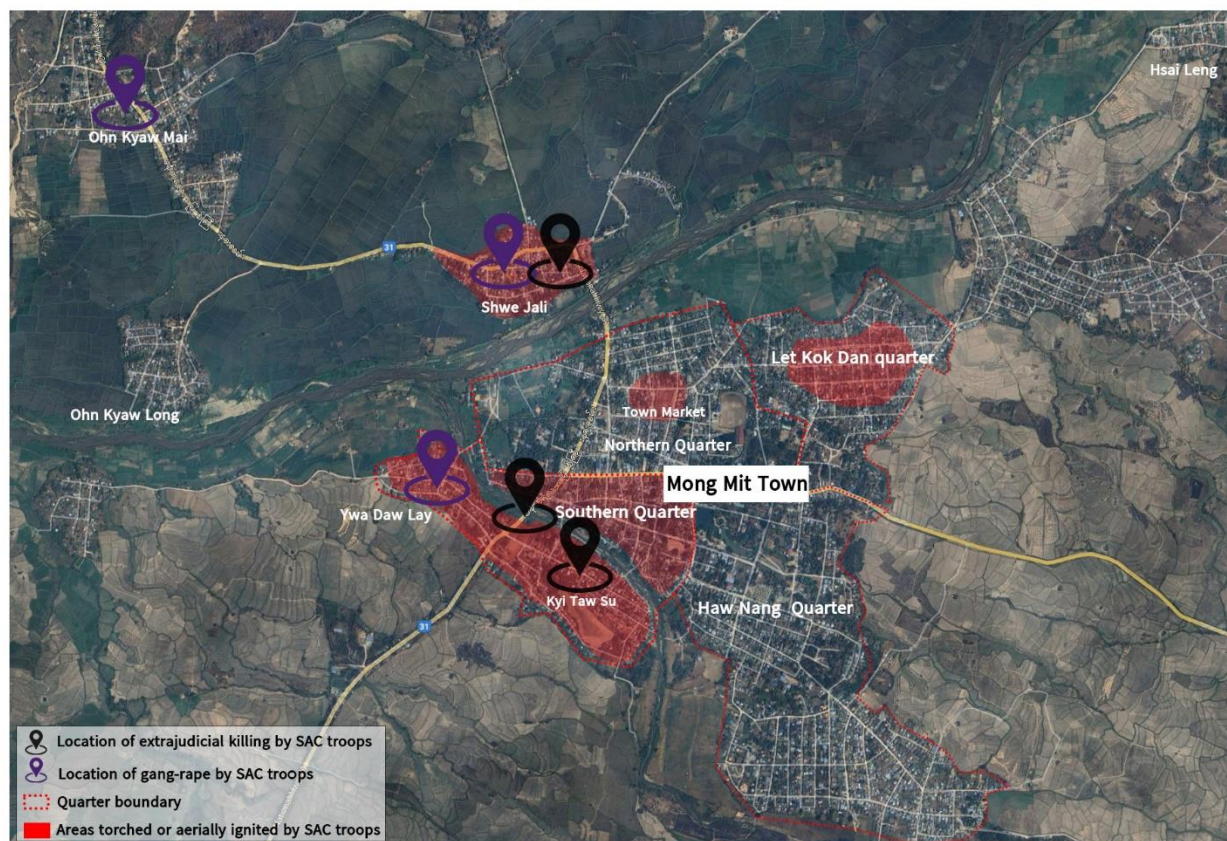 Hsai Leng
Ohn Kyaw Mai
31
Shwe Jali
Let Kok Dan quarter
Ohn Kyaw Long
Town Market
Northern Quarter
Mong Mit Town
Ywa Daw Lay
Southern Quarter
Kyi Taw Su
Haw Nang Quarter
31
Location of extrajudicial killing by SAC troops
Location of gang-rape by SAC troops
Quarter boundary
Areas torched or aerially ignited by SAC troops